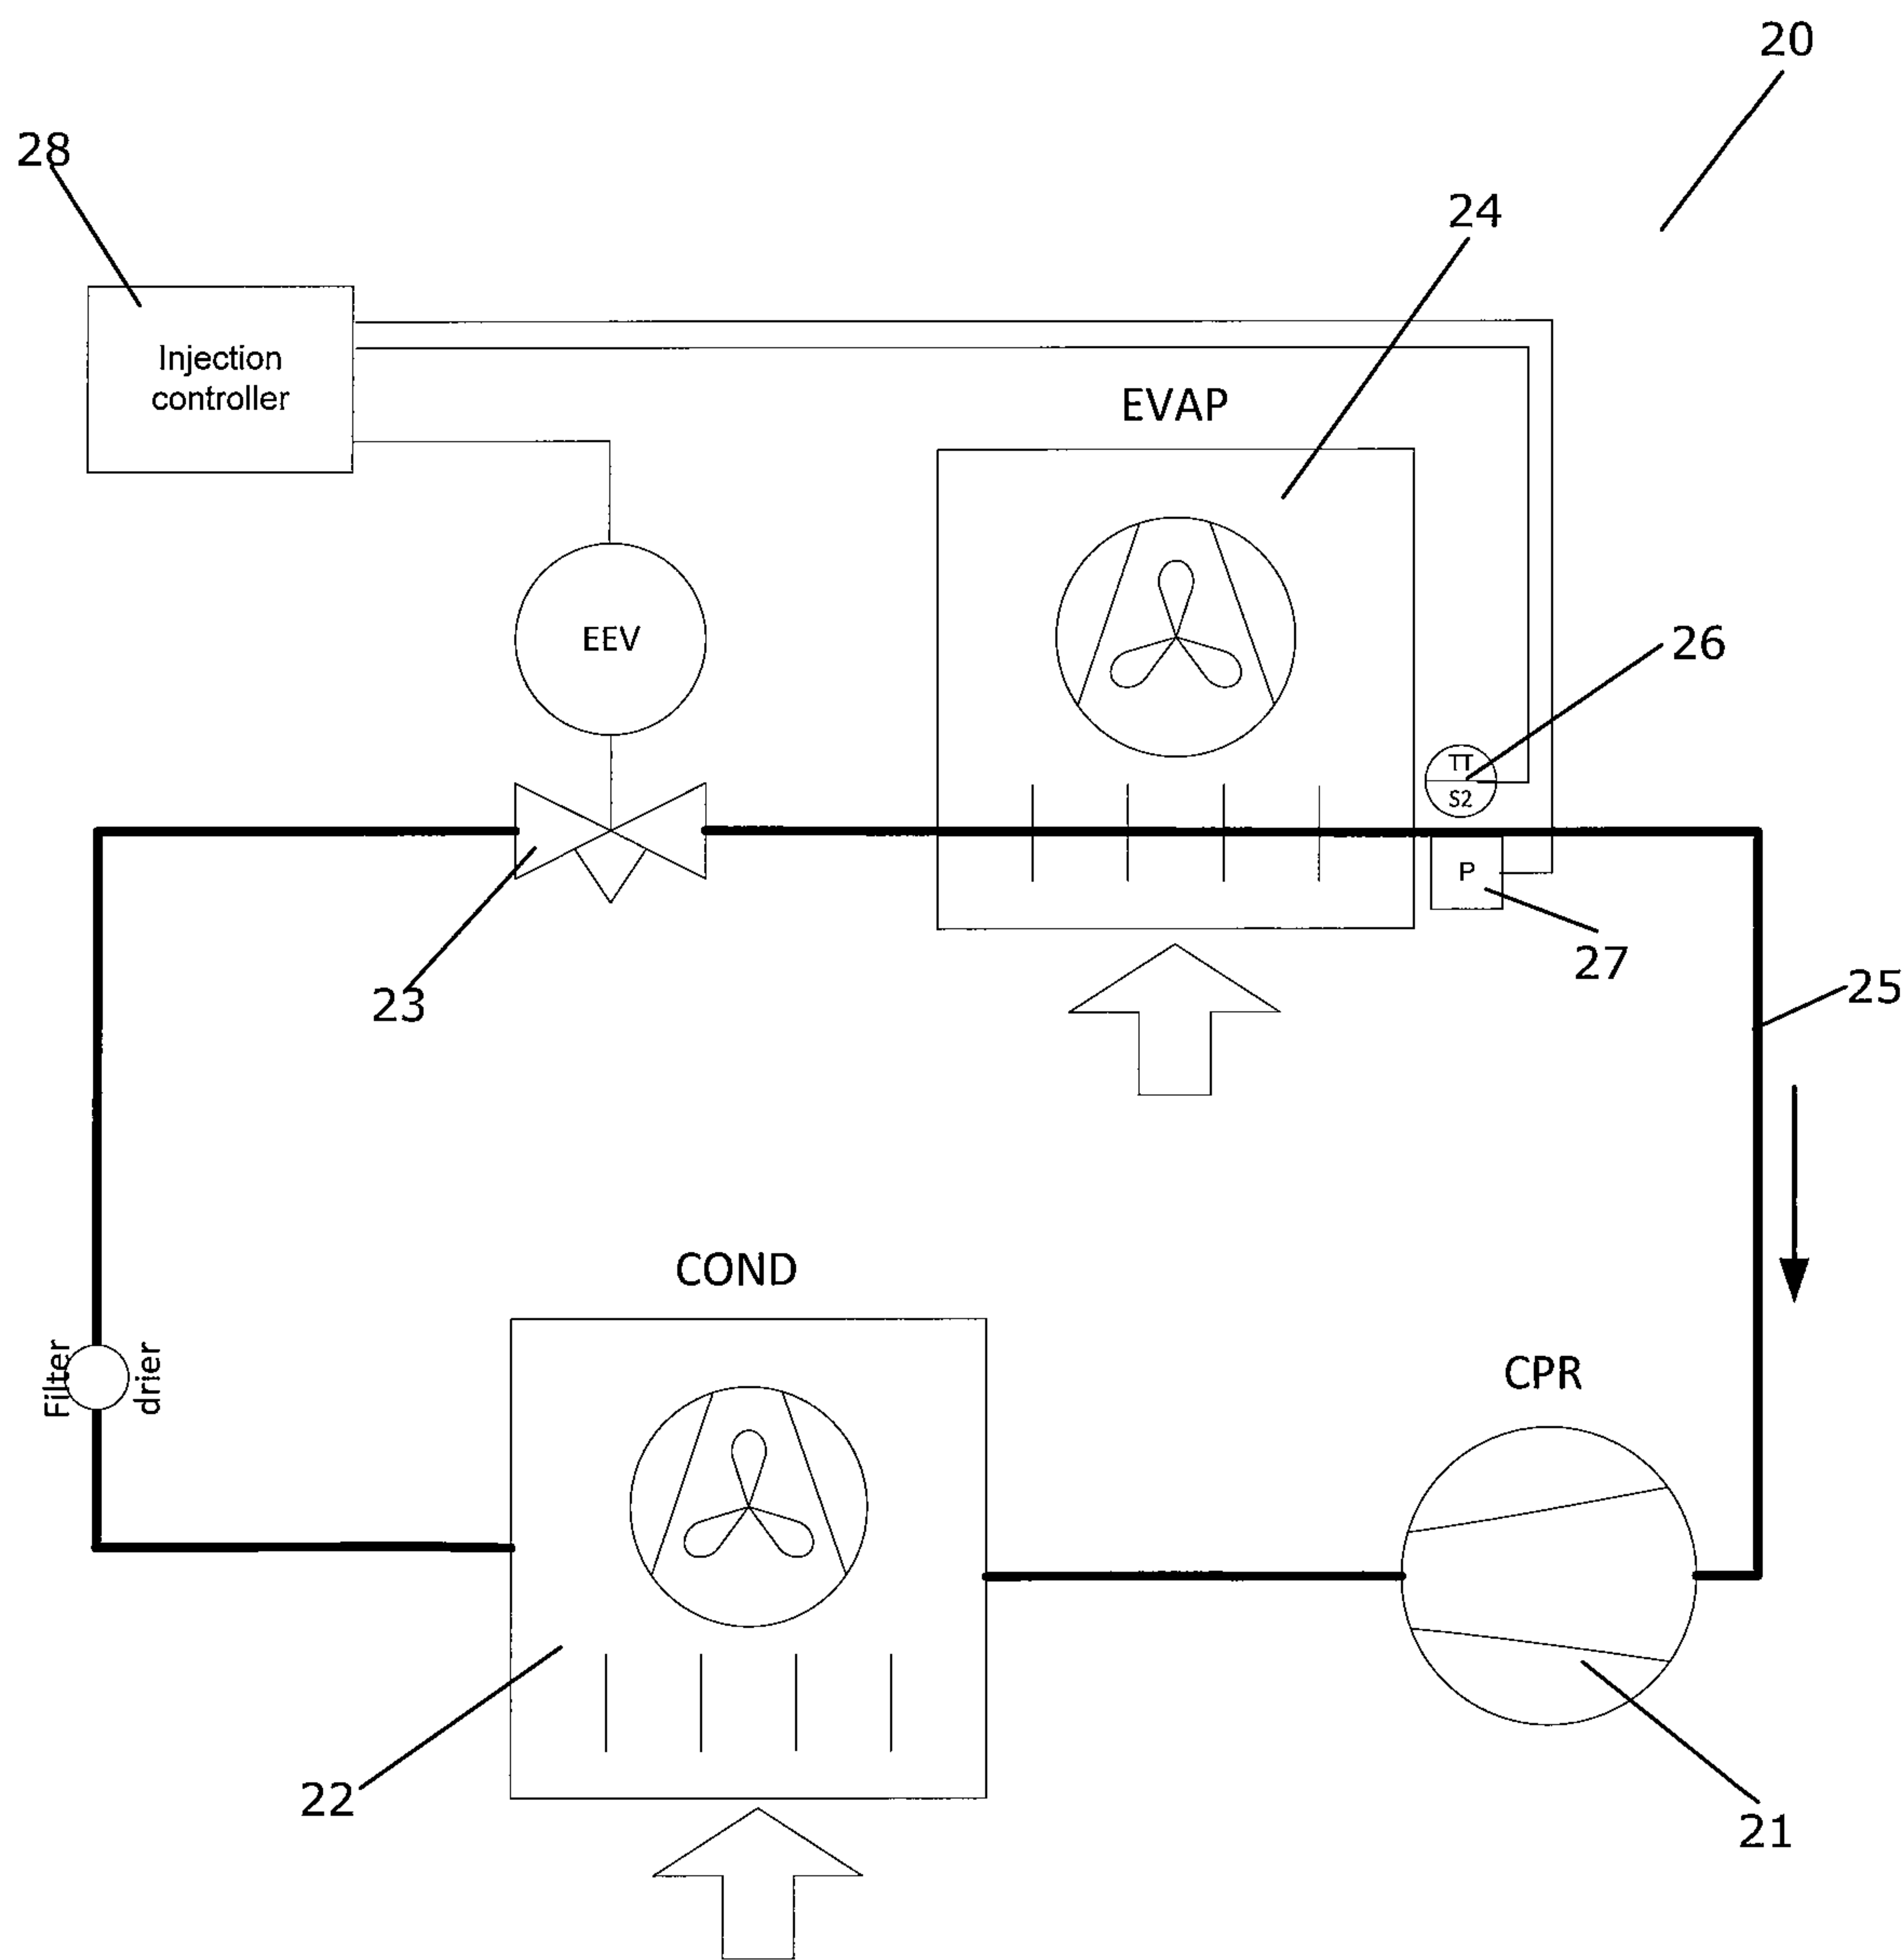 20
28
24
Injection
controller
EVAP
EEV
26
TT
S2
P
27
23
25
COND
Filter
drier
CPR
22
21